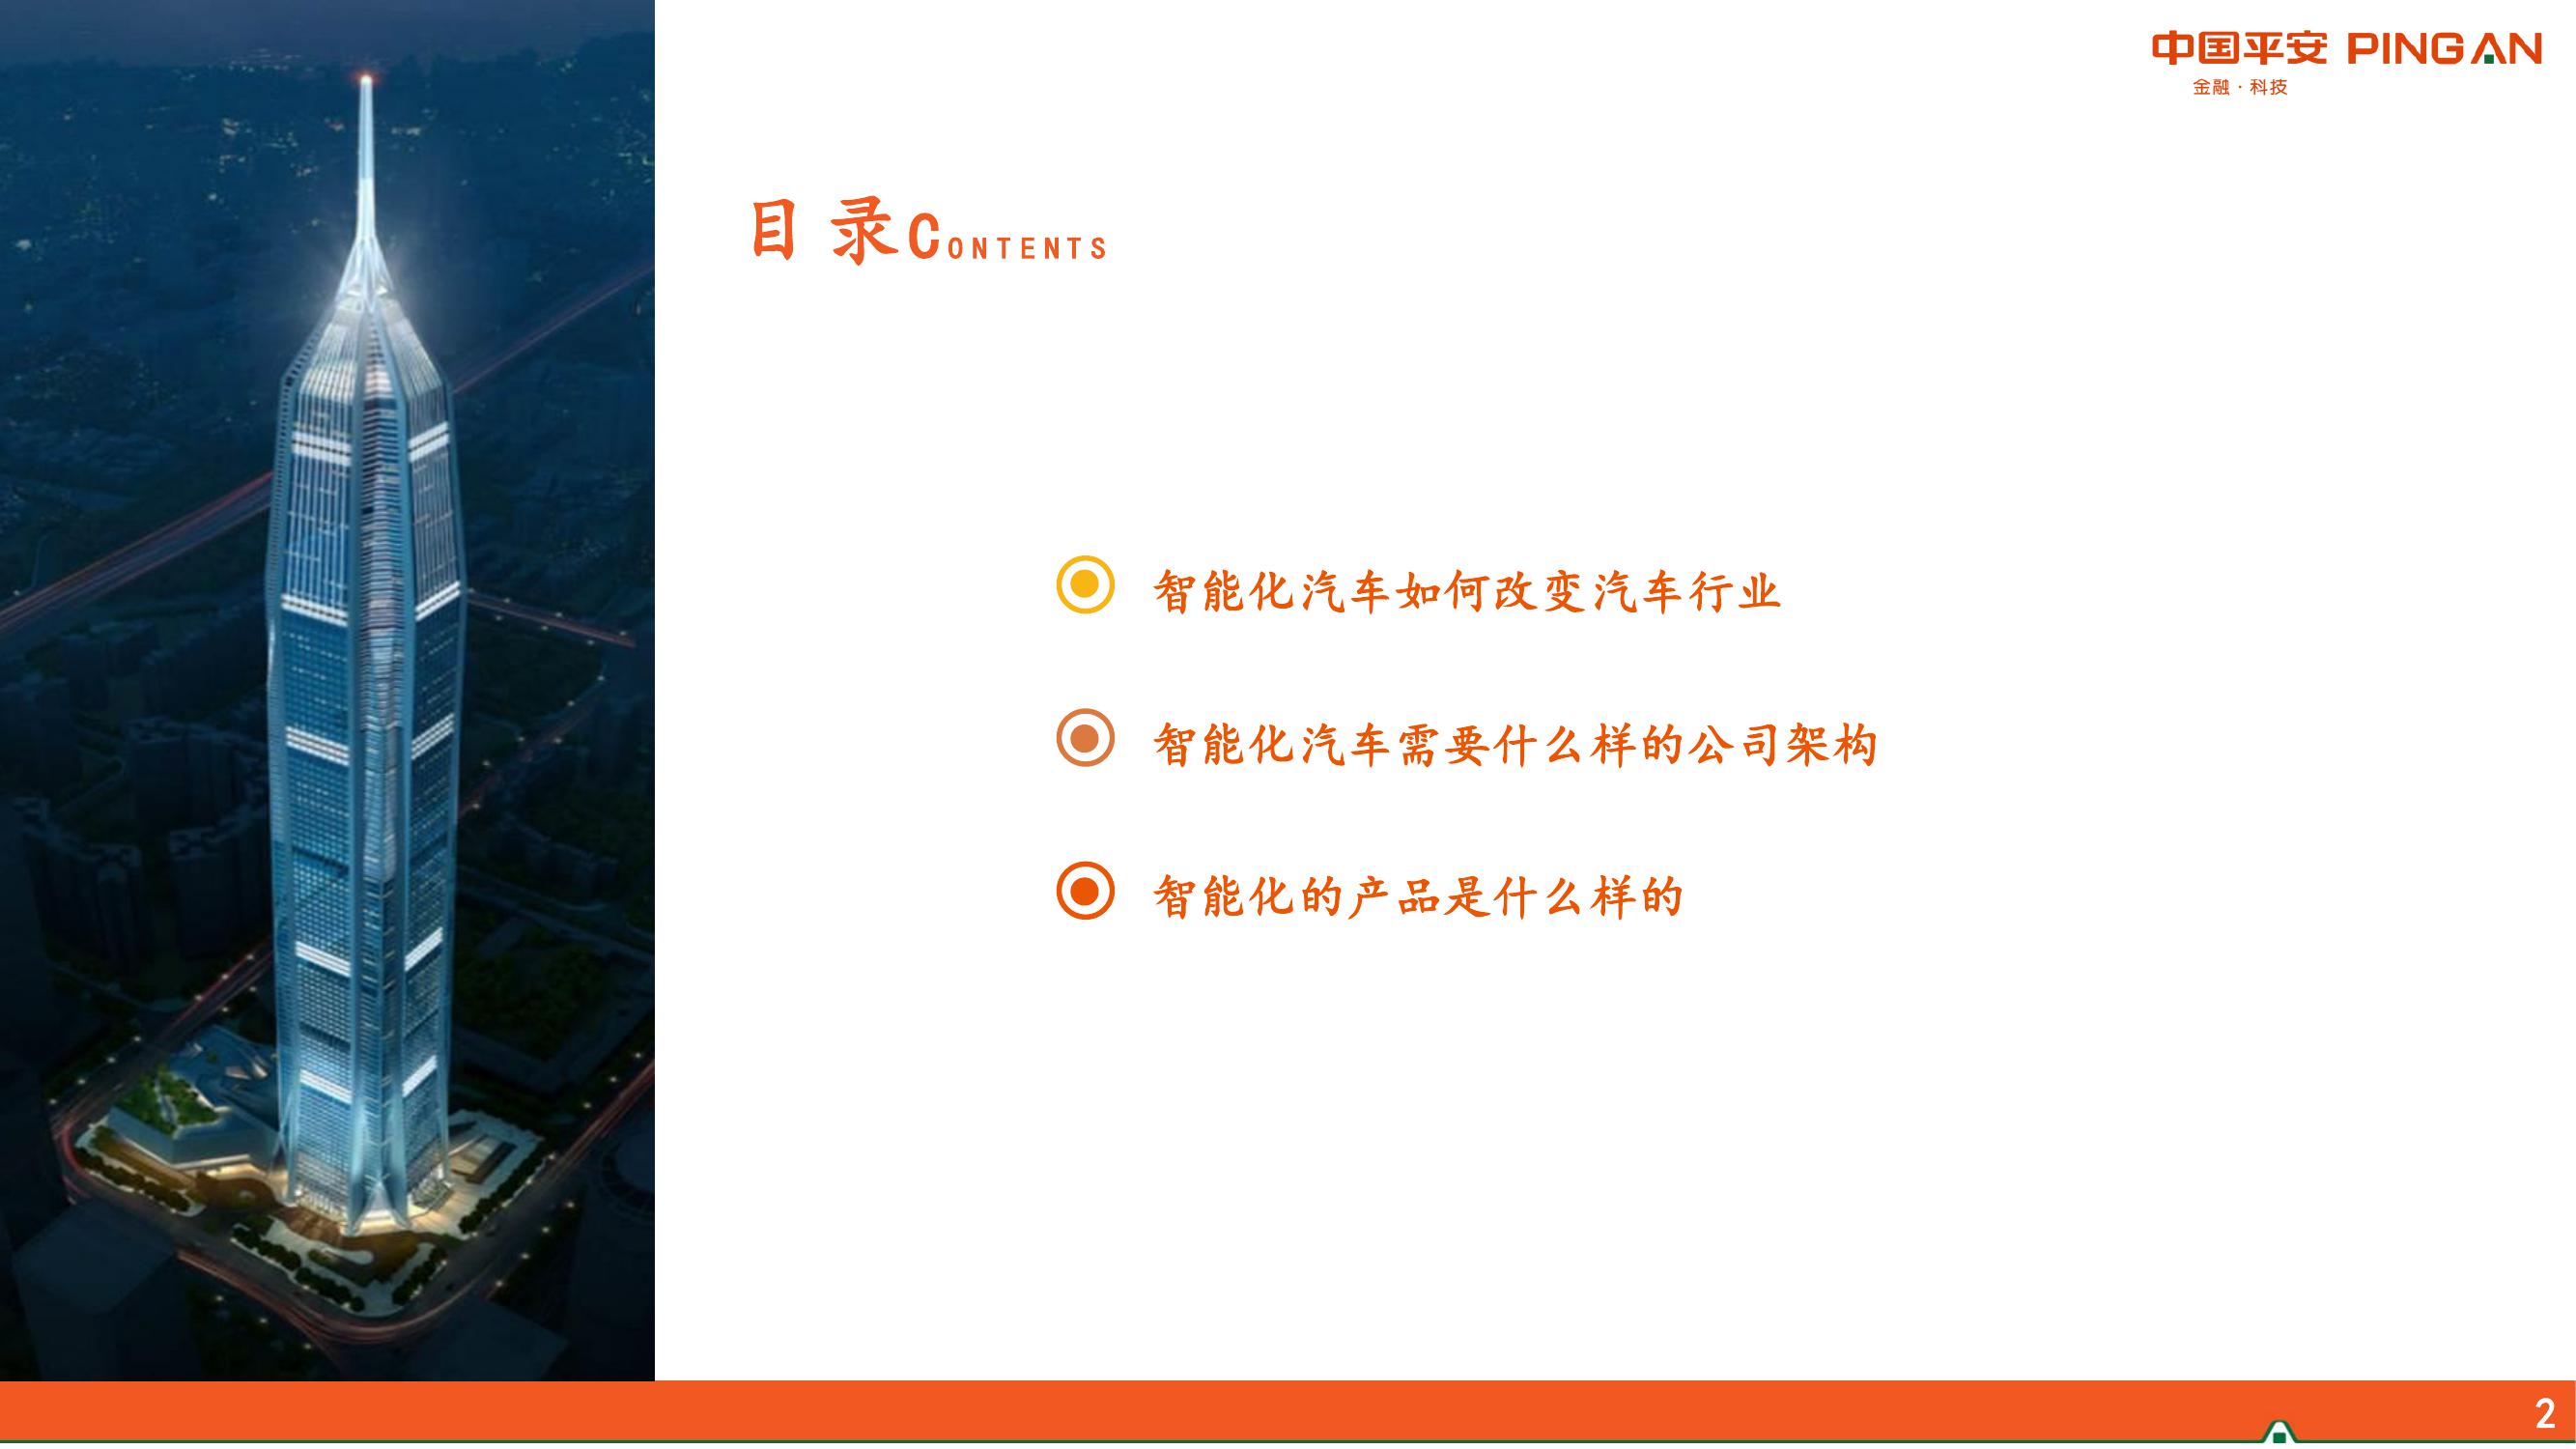 中国平安 PINGAN
金融·科技
目录CONTENTS
智能化汽车如何改变汽车行业
智能化汽车需要什么样的公司架构
智能化的产品是什么样的
2